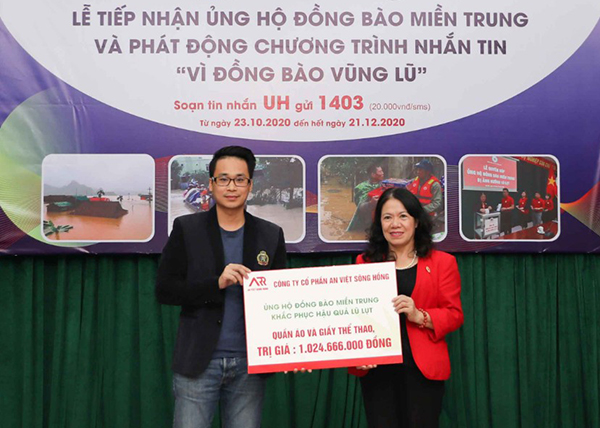 LỄ TIẾP NHẬN ỦNG HỘ ĐỒNG BÀO MIỀN TRUNG
VÀ PHÁT ĐỘNG CHƯƠNG TRÌNH NHẮN TIN
“VÌ ĐỒNG BÀO VÙNG LŨ”
Soạn tin nhắn UH gửi 1403 (20.000vnđ/sms)
Từ ngày 23.10.2020 đến hết ngày 21.12.2020
CÔNG TY CỔ PHẦN AN VIỆT SÔNG HỒNG
ỦNG HỘ ĐỒNG BÀO MIỀN TRUNG
KHẮC PHỤC HẬU QUẢ LŨ LỤT
QUẦN ÁO VÀ GIẦY THỂ THAO,
TRỊ GIÁ : 1.024.666.000 ĐỒNG